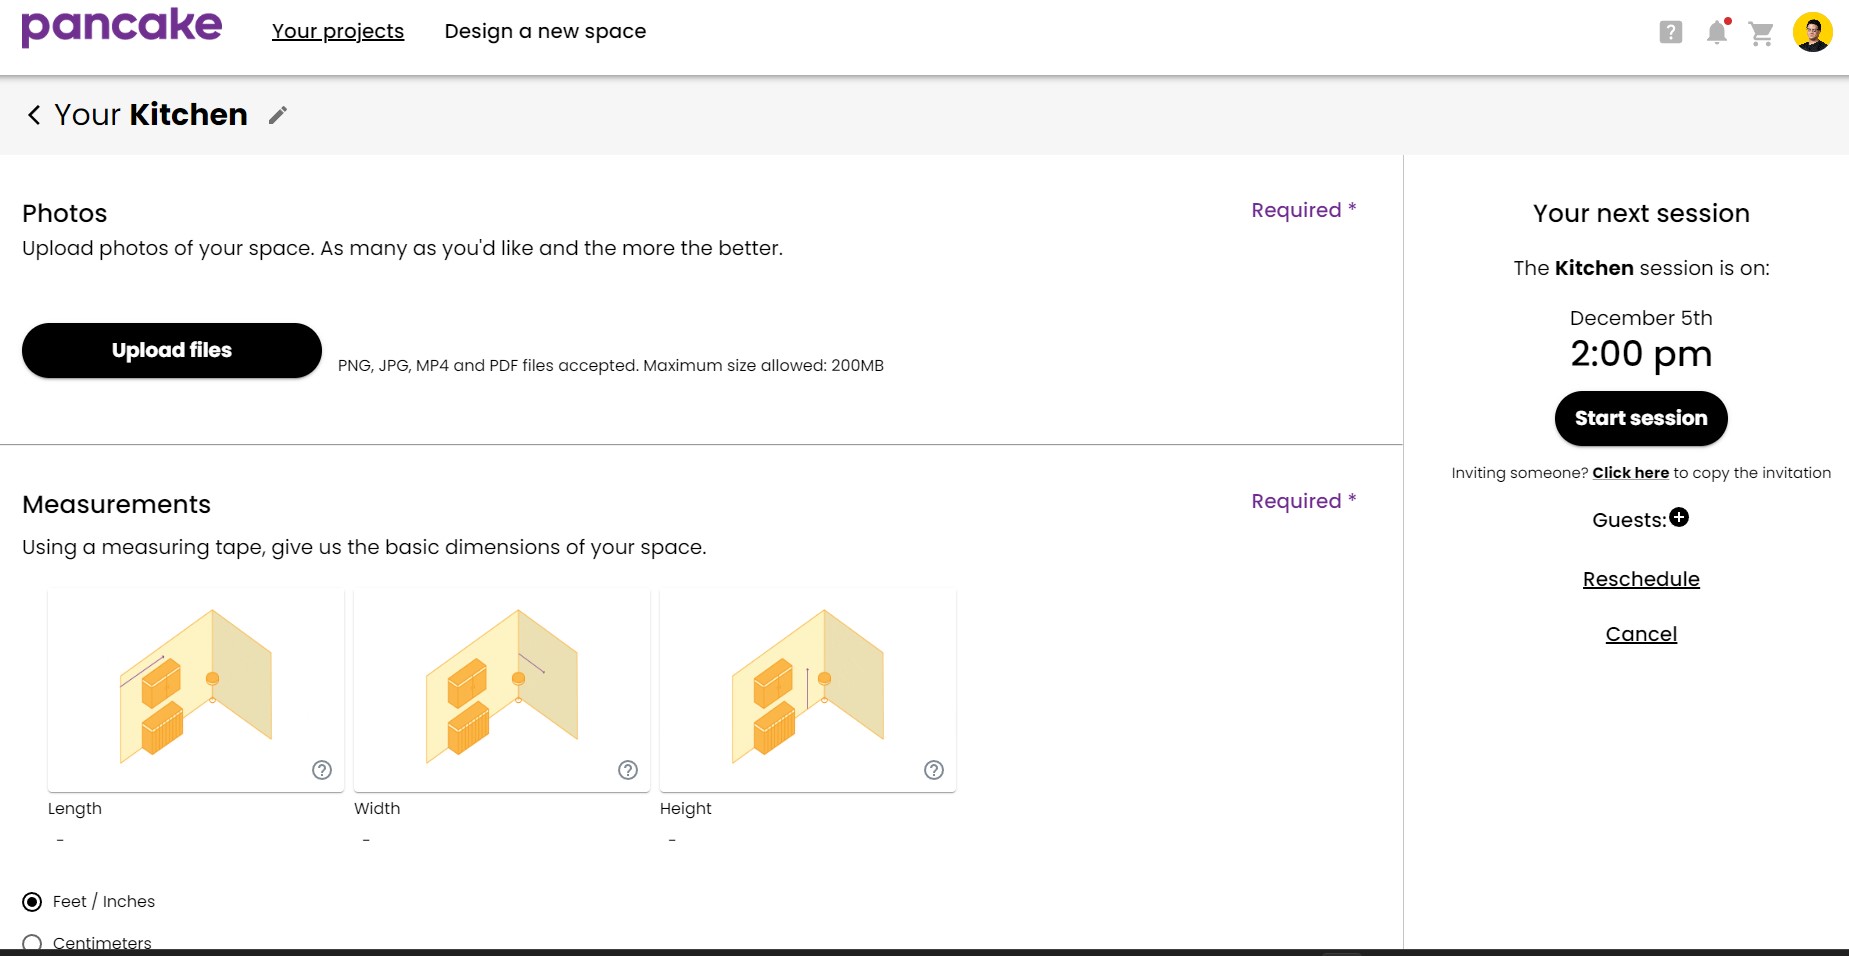 pancake
Your projects
Design a new space
Your Kitchen
Photos
Required *
Upload photos of your space. As many as you'd like and the more the better.
Upload files
PNG, JPG, MP4 and PDF files accepted. Maximum size allowed: 200MB
Measurements
Required *
Using a measuring tape, give us the basic dimensions of your space.
Length
Width
Height
-
-
-
Feet / Inches
Centimeters
Your next session
The Kitchen session is on:
December 5th
2:00 pm
Start session
Inviting someone? Click here to copy the invitation
Guests:
Reschedule
Cancel